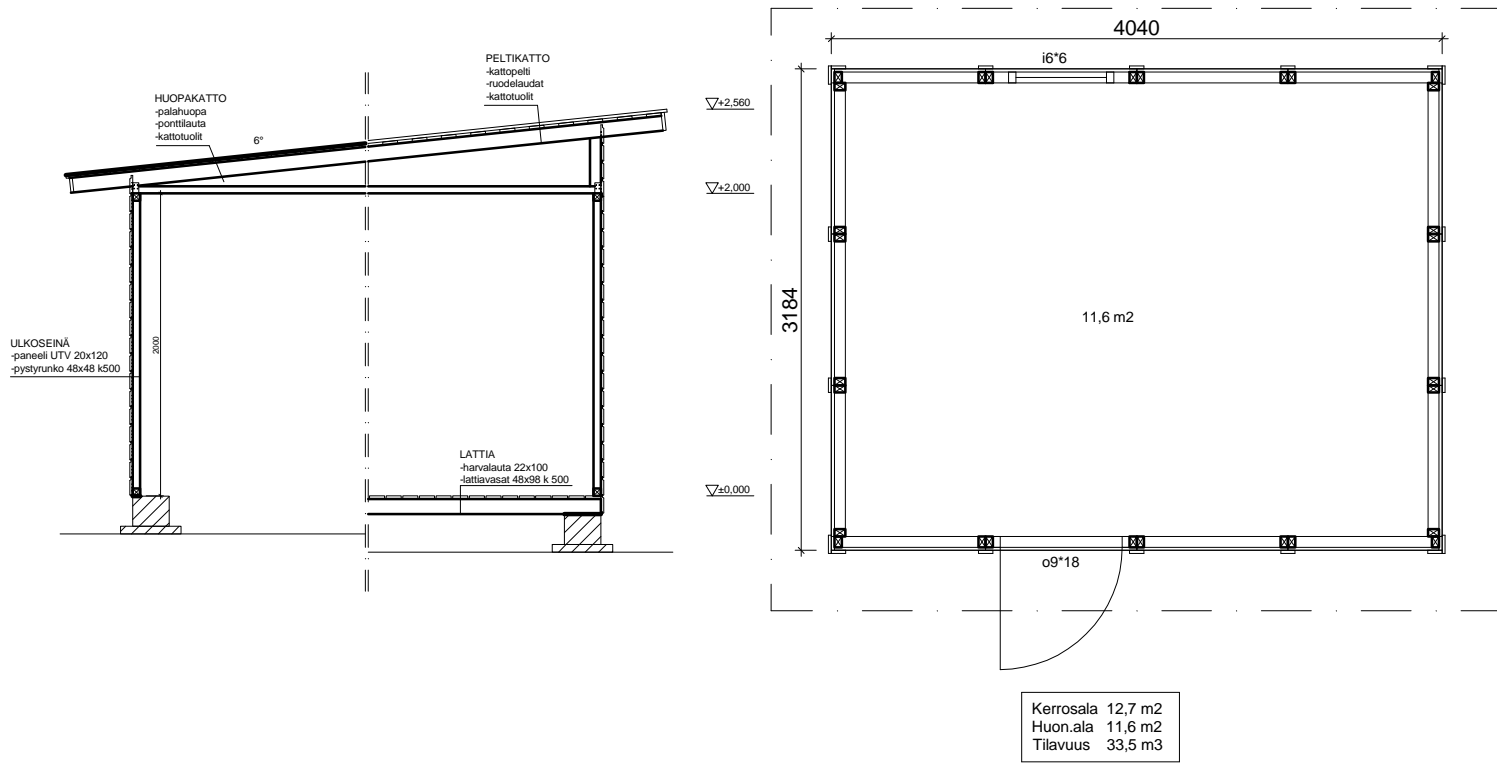 HUOPAKATTO
-palahuopa
-ponttilauta
-kattotuolit
6°
PELTIKATTO
-kattopelti
-ruodelaudat
-kattotuolit
ULKOSEINÄ
-paneeli UTV 20x120
-pystyrunko 48x48 k500
2000
LATTIA
-harvalauta 22x100
-lattiavasat 48x98 k 500
+2,560
+2,000
±0,000
4040
i6*6
3184
11,6 m2
o9*18
Kerrosala 12,7 m2
Huon.ala 11,6 m2
Tilavuus 33,5 m3